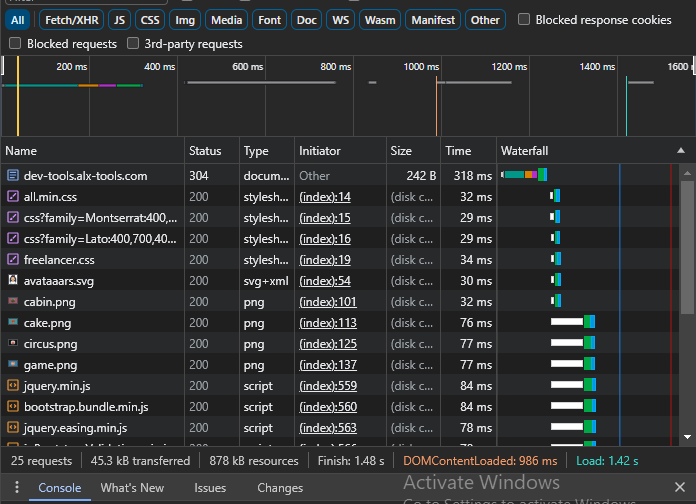 All Fetch/XHR JS CSS Img Media Font Doc WS Wasm Manifest Other Blocked response cookies
Blocked requests 3rd-party requests
200 ms 400 ms 600 ms 800 ms 1000 ms 1200 ms 1400 ms 1600
Name Status Type Initiator Size Time Waterfall
dev-tools.alx-tools.com 304 docum... Other 242 B 318 ms
all.min.css 200 stylesh... (index):14 (disk c... 32 ms
css?family=Montserrat:400,... 200 stylesh... (index):15 (disk c... 29 ms
css?family=Lato:400,700,40... 200 stylesh... (index):16 (disk c... 29 ms
freelancer.css 200 stylesh... (index):19 (disk c... 34 ms
avataaars.svg 200 svg+xml (index):54 (disk c... 30 ms
cabin.png 200 png (index):101 (disk c... 32 ms
cake.png 200 png (index):113 (disk c... 76 ms
circus.png 200 png (index):125 (disk c... 77 ms
game.png 200 png (index):137 (disk c... 77 ms
jquery.min.js 200 script (index):559 (disk c... 84 ms
bootstrap.bundle.min.js 200 script (index):560 (disk c... 84 ms
jquery.easing.min.js 200 script (index):563 (disk c... 78 ms
25 requests 45.3 kB transferred 878 kB resources Finish: 1.48 s DOMContentLoaded: 986 ms Load: 1.42 s
Activate Windows
Console What's New Issues Changes
Go to Settings to activate Windows